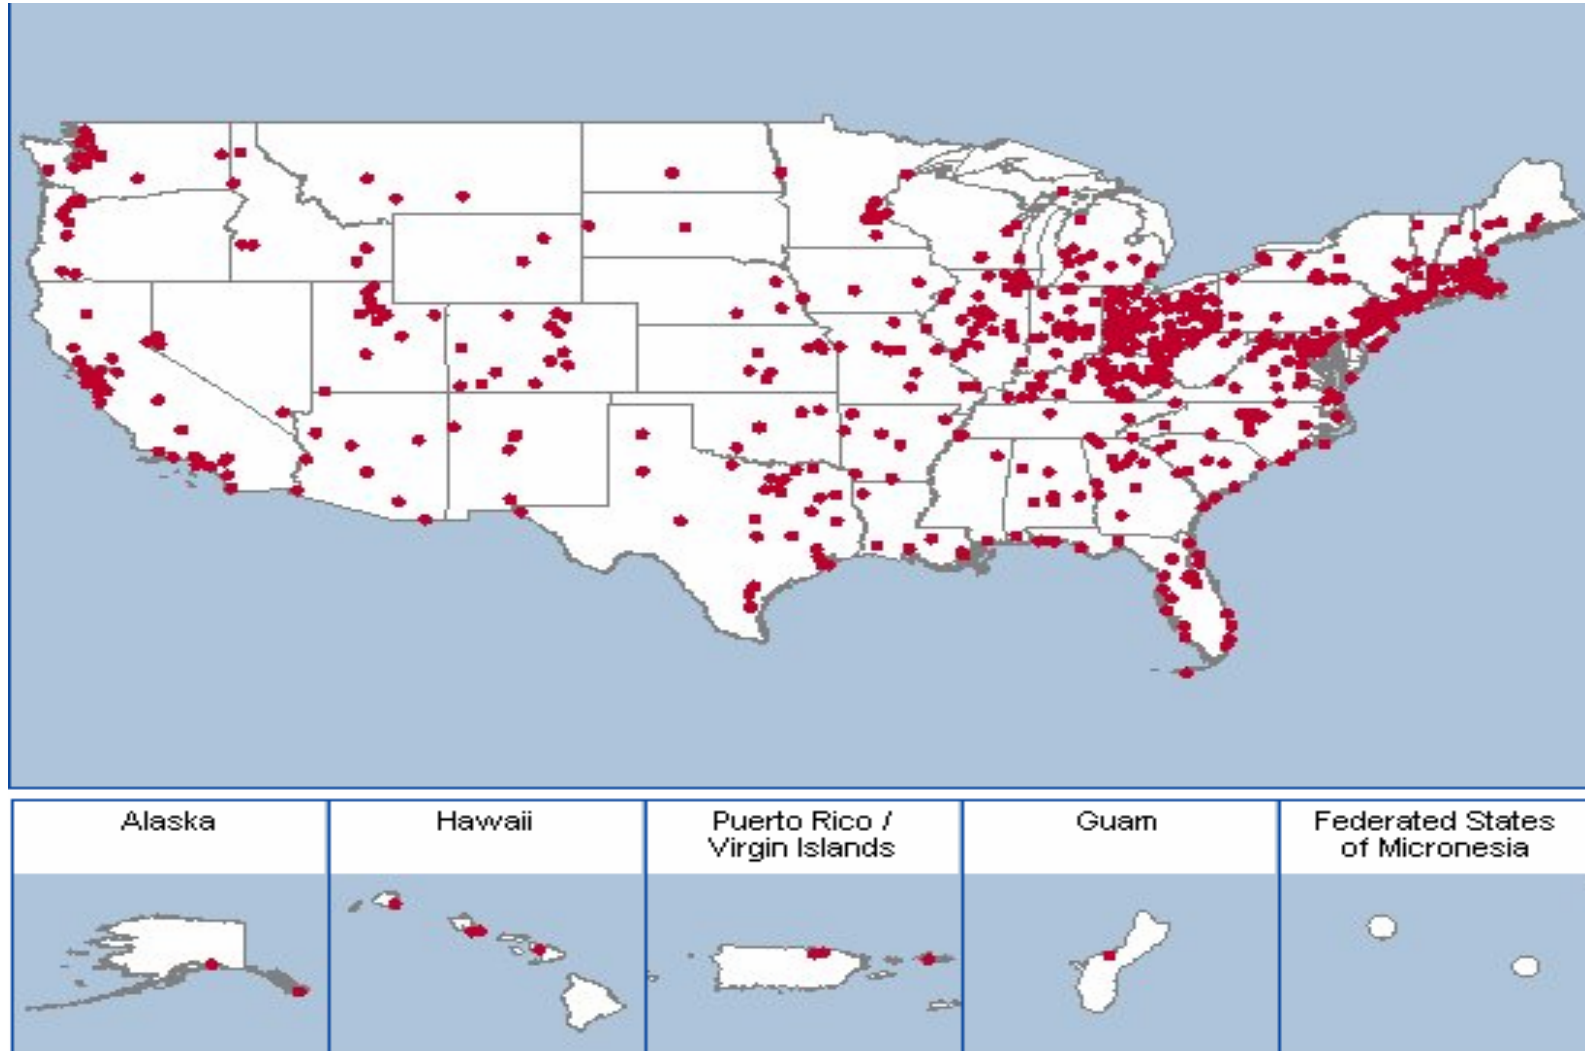 Alaska
Hawaii
Puerto Rico /
Virgin Islands
Guam
Federated States
of Micronesia